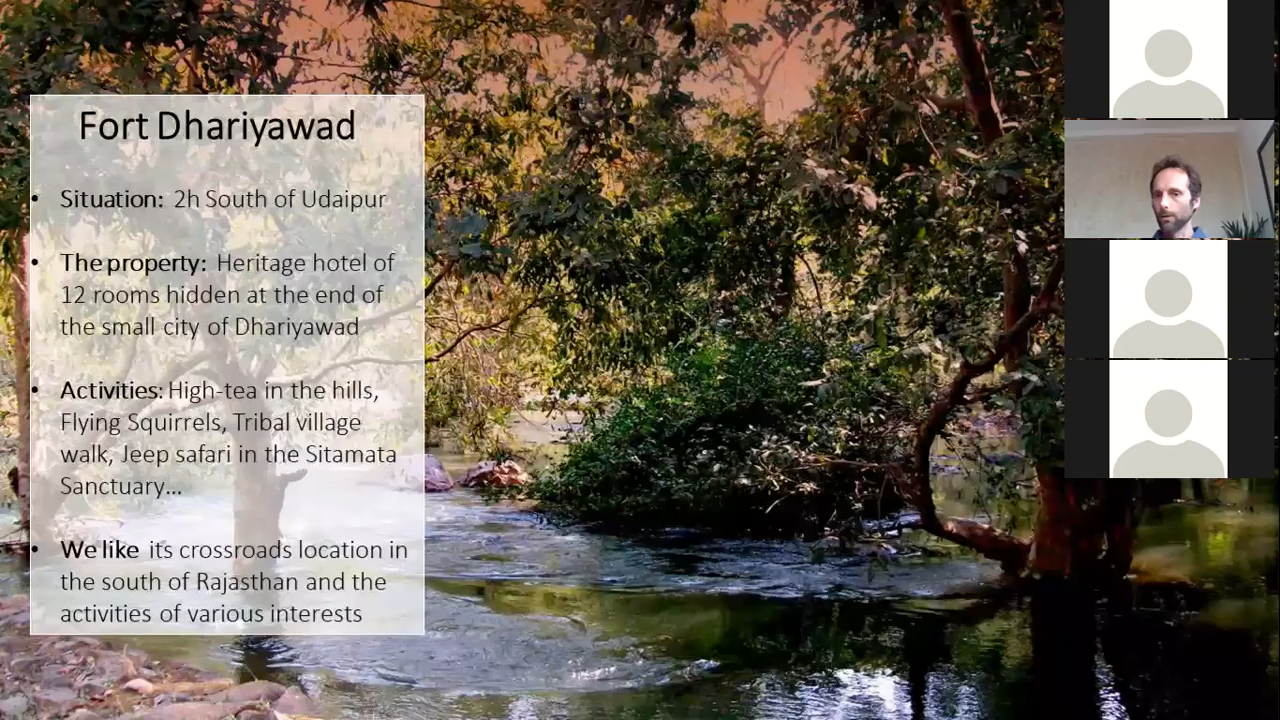 Fort Dhariyawad
• Situation: 2h South of Udaipur
• The property: Heritage hotel of
12 rooms hidden at the end of
the small city of Dhariyawad
• Activities: High-tea in the hills,
Flying Squirrels, Tribal village
walk, Jeep safari in the Sitamata
Sanctuary...
• We like its crossroads location in
the south of Rajasthan and the
activities of various interests